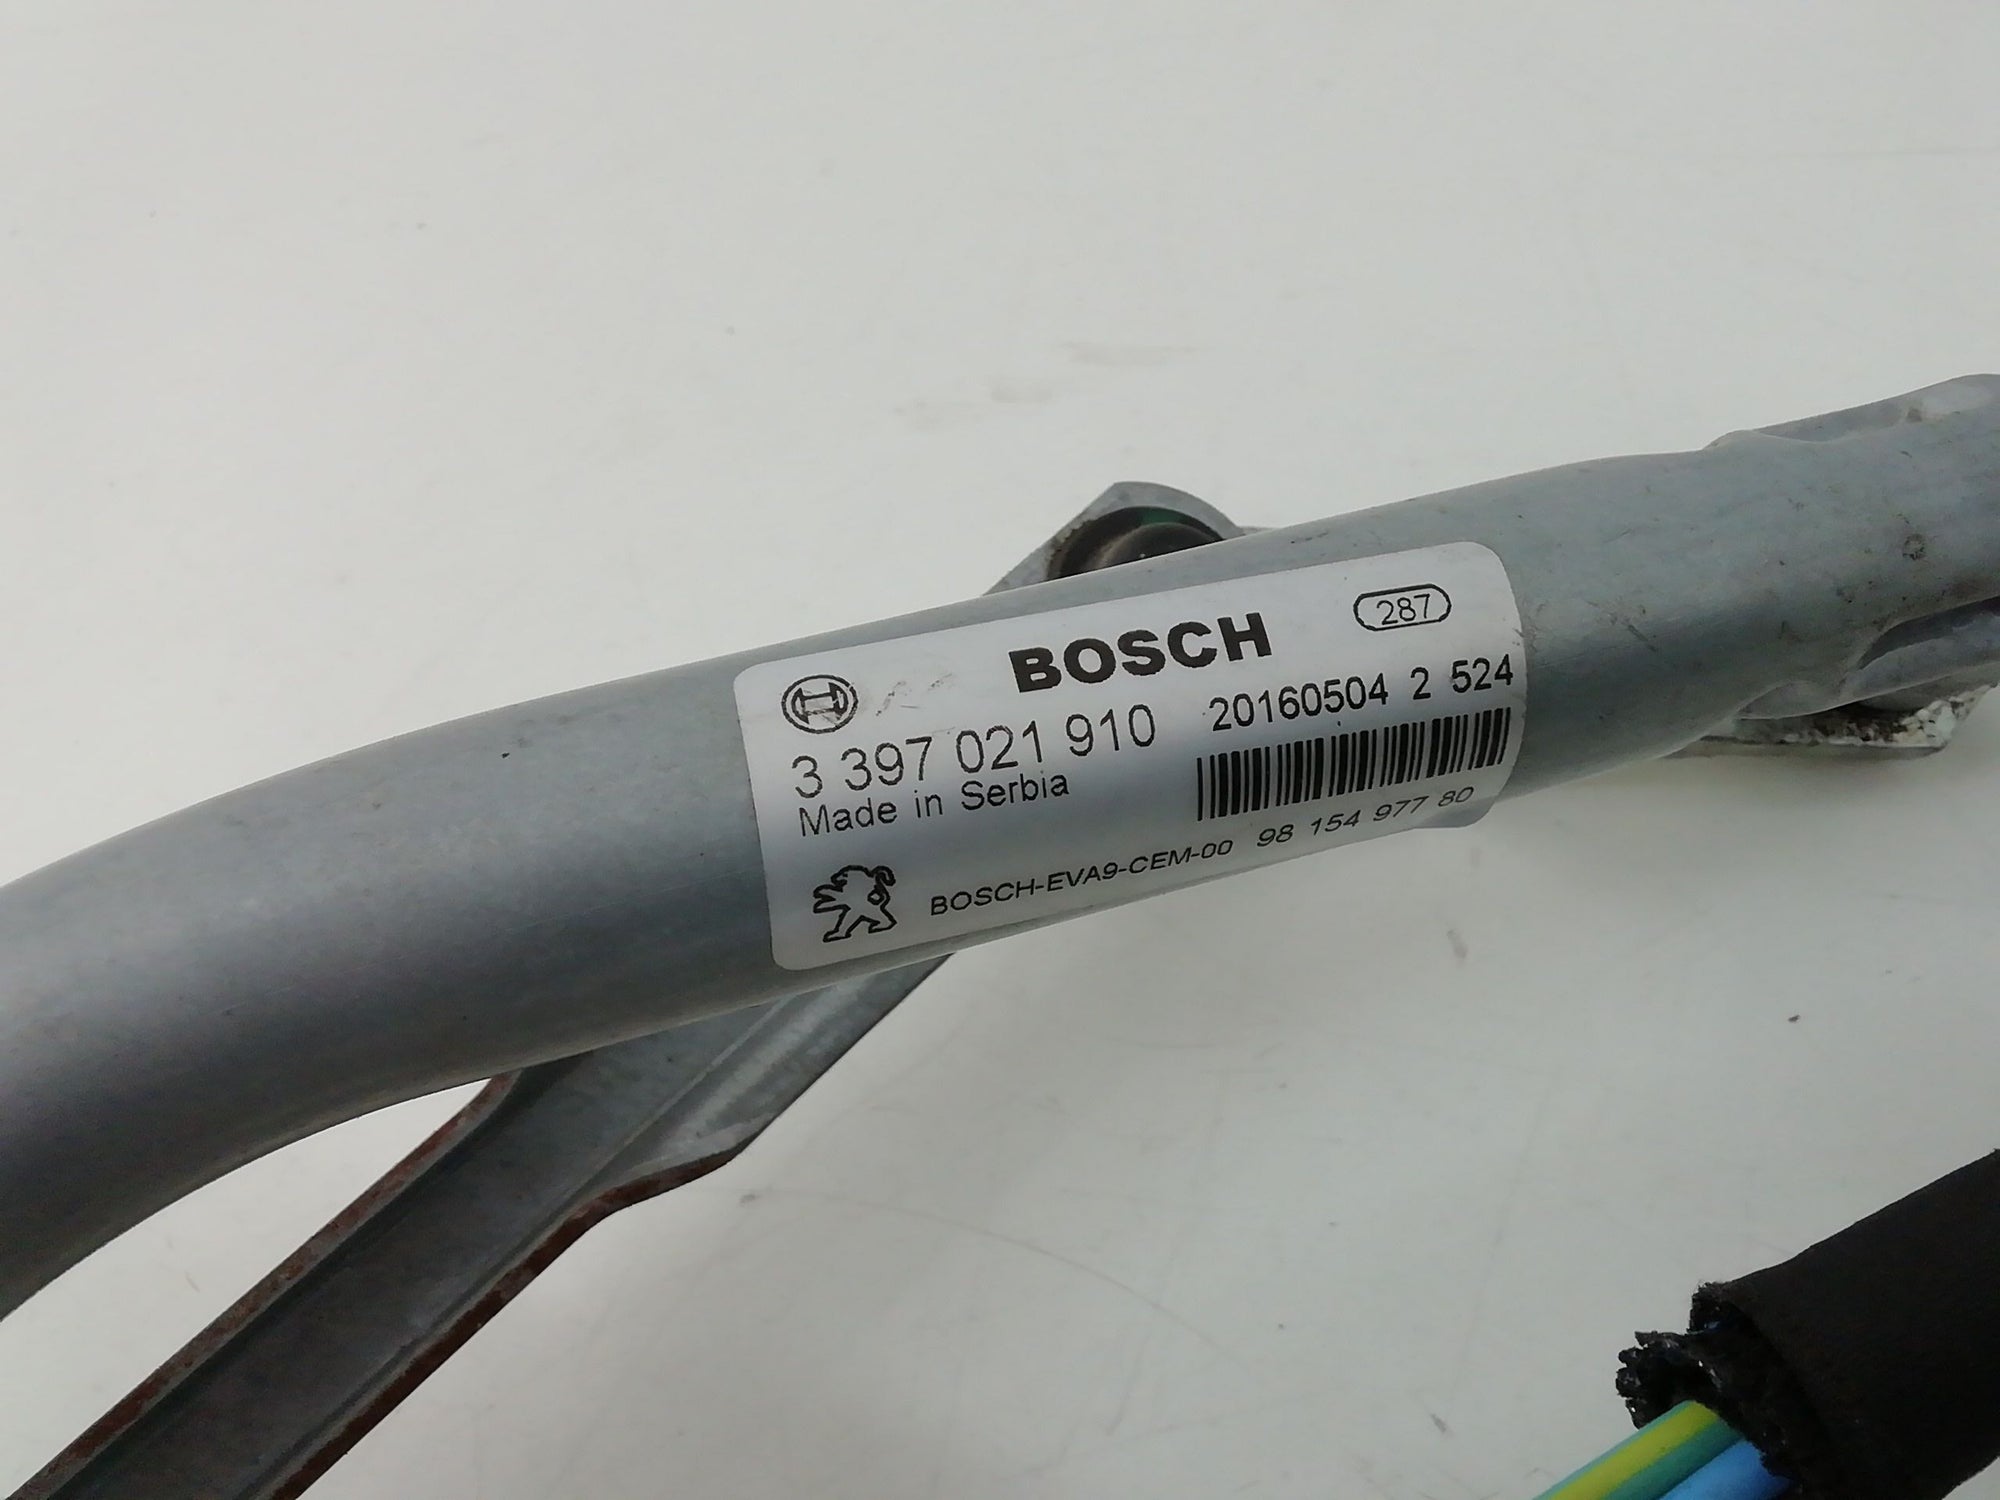 BOSCH
287
3 397 021 910
20160504 2 524
Made in Serbia
BOSCH-EVA9-CEM-00 98 154 977 80